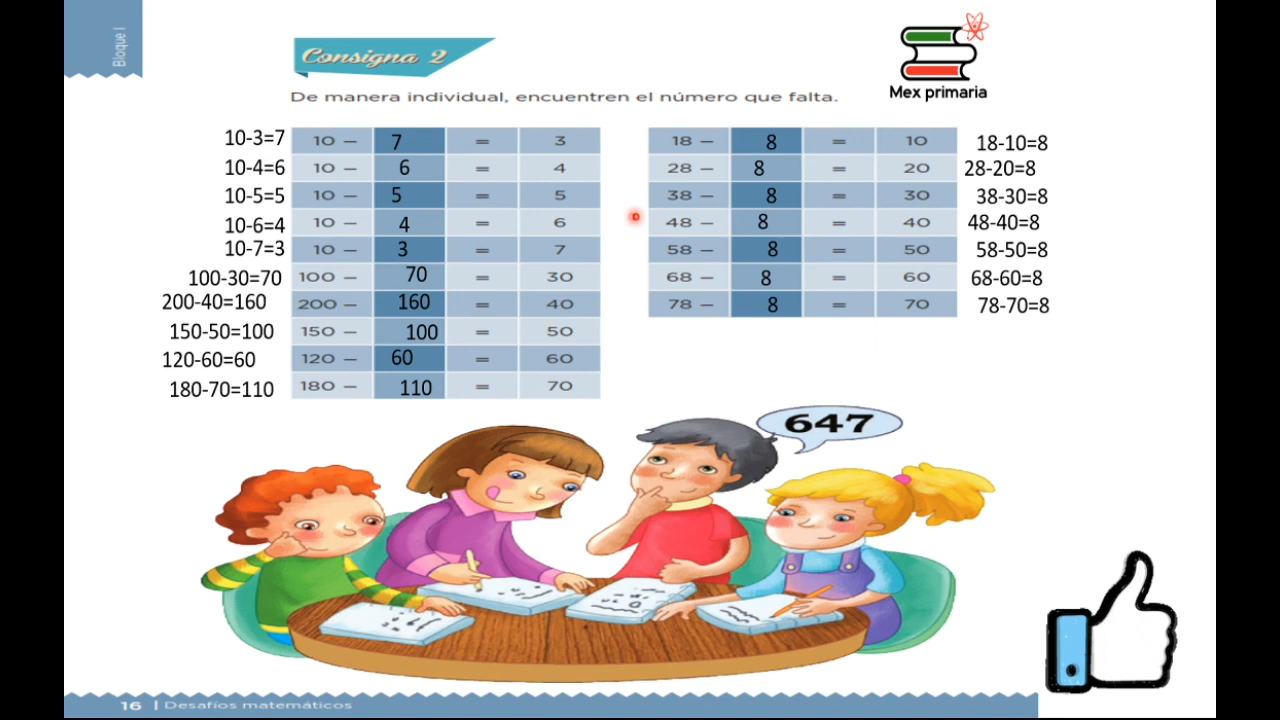 Bloque I
Consigna 2
Mex primaria
De manera individual, encuentren el número que falta.
10-3=7 10 − 7 = 3
10-4=6 10 − 6 = 4
10-5=5 10 − 5 = 5
10-6=4 10 − 4 = 6
10-7=3 10 − 3 = 7
100-30=70 100 − 70 = 30
200-40=160 200 − 160 = 40
150-50=100 150 − 100 = 50
120-60=60 120 − 60 = 60
180-70=110 180 − 110 = 70
18 − 8 = 10 18-10=8
28 − 8 = 20 28-20=8
38 − 8 = 30 38-30=8
48 − 8 = 40 48-40=8
58 − 8 = 50 58-50=8
68 − 8 = 60 68-60=8
78 − 8 = 70 78-70=8
647
16 | Desafíos matemáticos